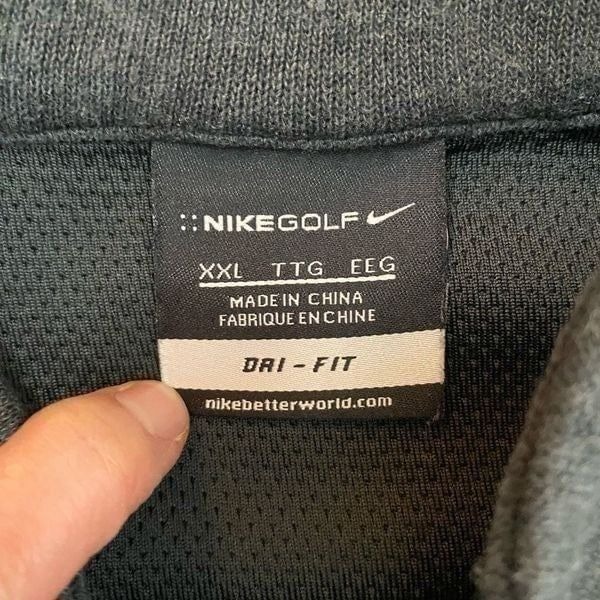 NIKEGOLF
XXL TTG EEG
MADE IN CHINA
FABRIQUE EN CHINE
DRI-FIT
nikebetterworld.com